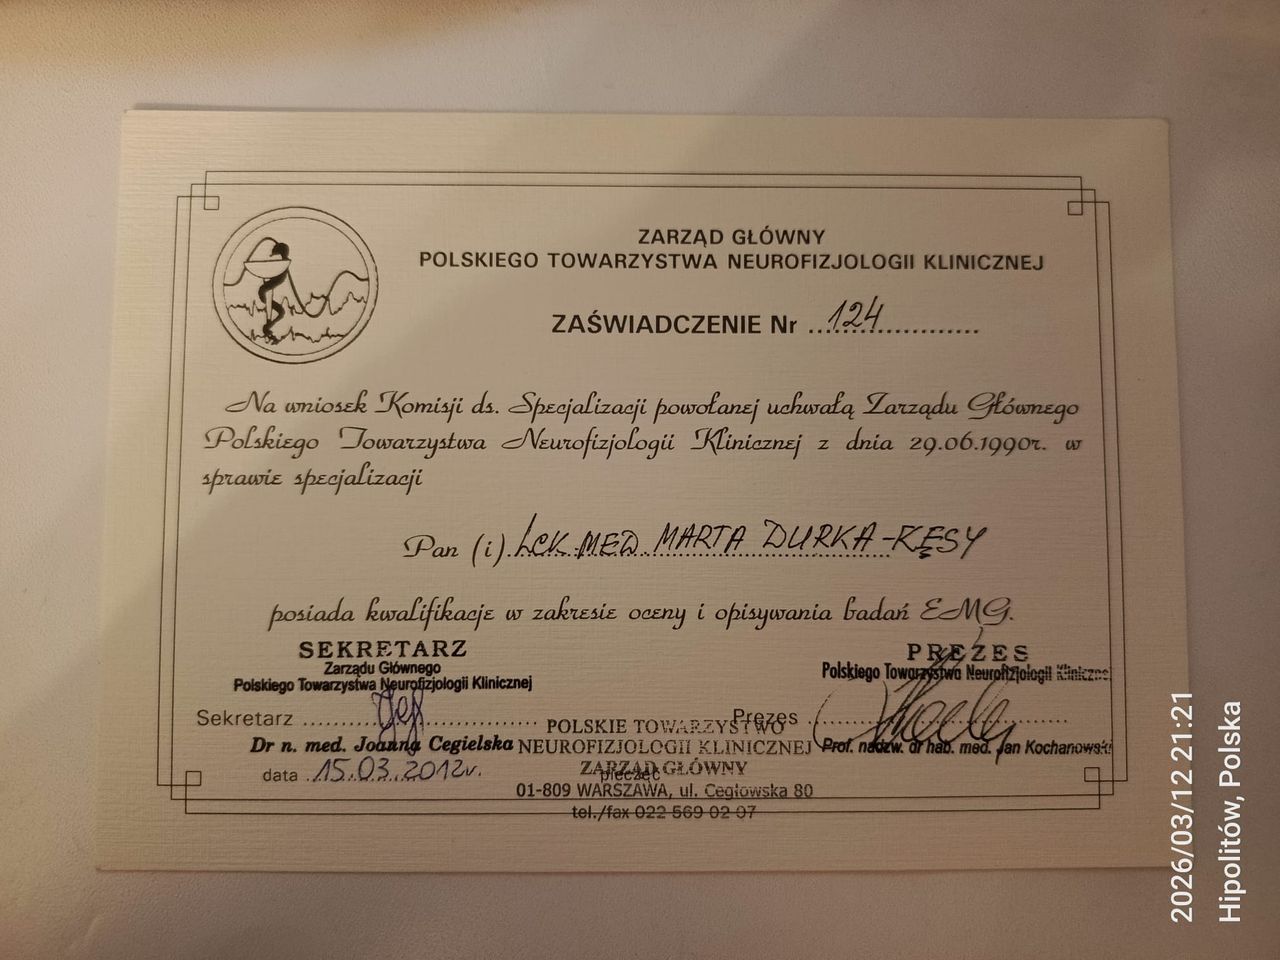 ZARZĄD GŁÓWNY
POLSKIEGO TOWARZYSTWA NEUROFIZJOLOGII KLINICZNEJ
ZAŚWIADCZENIE Nr ..124....................
Na wniosek Komisji ds. Specjalizacji powołanej uchwałą Zarządu Głównego
Polskiego Towarzystwa Neurofizjologii Klinicznej z dnia 29.06.1990r. w
sprawie specjalizacji
Pan (i) LEK. MED. MARTA DURKA-KĘSY
posiada kwalifikacje w zakresie oceny i opisywania badań EMG.
SEKRETARZ
Zarządu Głównego
Polskiego Towarzystwa Neurofizjologii Klinicznej
Sekretarz
Dr n. med. Joanna Cegielska
data 15.03.2012r.
POLSKIE TOWARZYSTWO
NEUROFIZJOLOGII KLINICZNEJ
ZARZĄD GŁÓWNY
pieczęć
01-809 WARSZAWA, ul. Cegłowska 80
tel./fax 022 569 02 07
PREZES
Polskiego Towarzystwa Neurofizjologii Klinicznej
Prezes
Prof. nadzw. dr hab. med. Jan Kochanowski
2026/03/12 21:21
Hipolitów, Polska